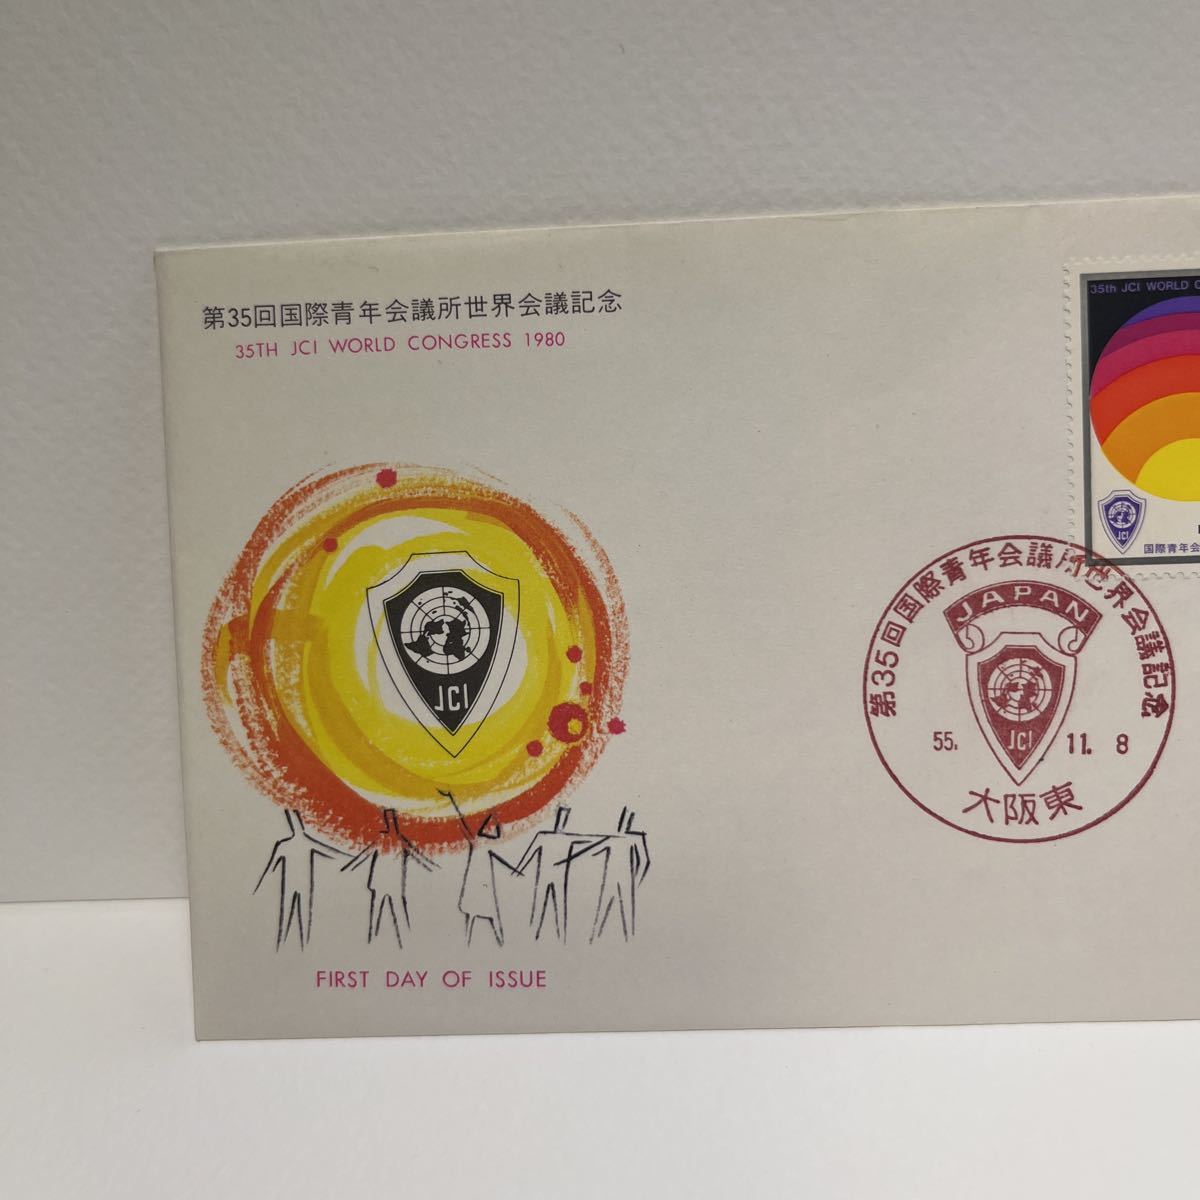 第35回国際青年会議所世界会議記念
35TH JCI WORLD CONGRESS 1980
JCI
FIRST DAY OF ISSUE
35th JCI WORLD
JCI
国際青年会
第35回国際青年会議所世界会議記念
JAPAN
JCI
55. 11. 8
大阪東